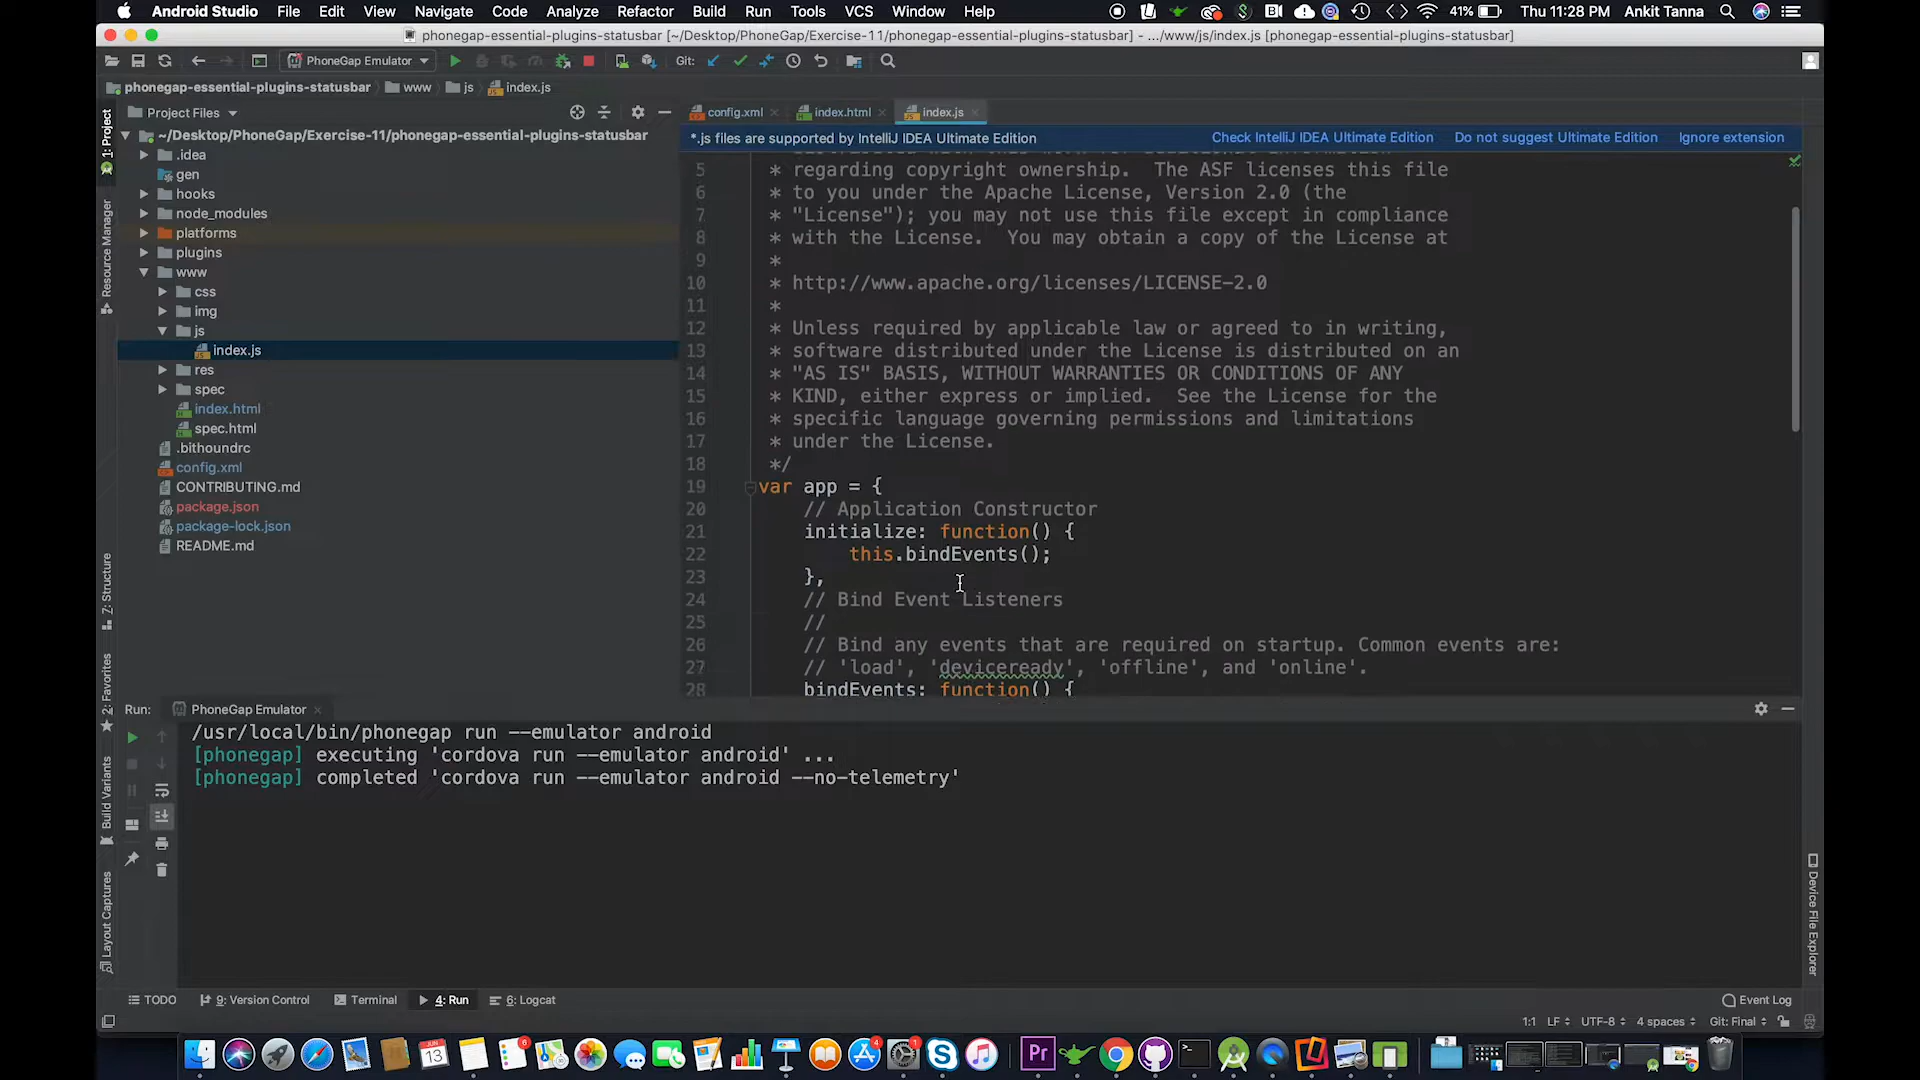 Android Studio File Edit View Navigate Code Analyze Refactor Build Run Tools VCS Window Help 41% Thu 11:28 PM Ankit Tanna
phonegap-essential-plugins-statusbar [~/Desktop/PhoneGap/Exercise-11/phonegap-essential-plugins-statusbar] - .../www/js/index.js [phonegap-essential-plugins-statusbar]
PhoneGap Emulator Git:
phonegap-essential-plugins-statusbar www js index.js
Project Files
config.xml index.html index.js
*.js files are supported by IntelliJ IDEA Ultimate Edition Check IntelliJ IDEA Ultimate Edition Do not suggest Ultimate Edition Ignore extension
1: Project
Resource Manager
Z: Structure
2: Favorites
Build Variants
Layout Captures
~/Desktop/PhoneGap/Exercise-11/phonegap-essential-plugins-statusbar
.idea
gen
hooks
node_modules
platforms
plugins
www
css
img
js
index.js
res
spec
index.html
spec.html
.bithoundrc
config.xml
CONTRIBUTING.md
package.json
package-lock.json
README.md
5 * regarding copyright ownership.  The ASF licenses this file
6 * to you under the Apache License, Version 2.0 (the
7 * "License"); you may not use this file except in compliance
8 * with the License.  You may obtain a copy of the License at
9 *
10 * http://www.apache.org/licenses/LICENSE-2.0
11 *
12 * Unless required by applicable law or agreed to in writing,
13 * software distributed under the License is distributed on an
14 * "AS IS" BASIS, WITHOUT WARRANTIES OR CONDITIONS OF ANY
15 * KIND, either express or implied.  See the License for the
16 * specific language governing permissions and limitations
17 * under the License.
18 */
19 var app = {
20 // Application Constructor
21 initialize: function() {
22 this.bindEvents();
23 },
24 // Bind Event Listeners
25 //
26 // Bind any events that are required on startup. Common events are:
27 // 'load', 'deviceready', 'offline', and 'online'.
28 bindEvents: function() {
Run: PhoneGap Emulator
/usr/local/bin/phonegap run --emulator android
[phonegap] executing 'cordova run --emulator android' ...
[phonegap] completed 'cordova run --emulator android --no-telemetry'
Device File Explorer
TODO 9: Version Control Terminal 4: Run 6: Logcat Event Log
1:1 LF UTF-8 4 spaces Git: Final
JUN
13
6
4
1
Pr